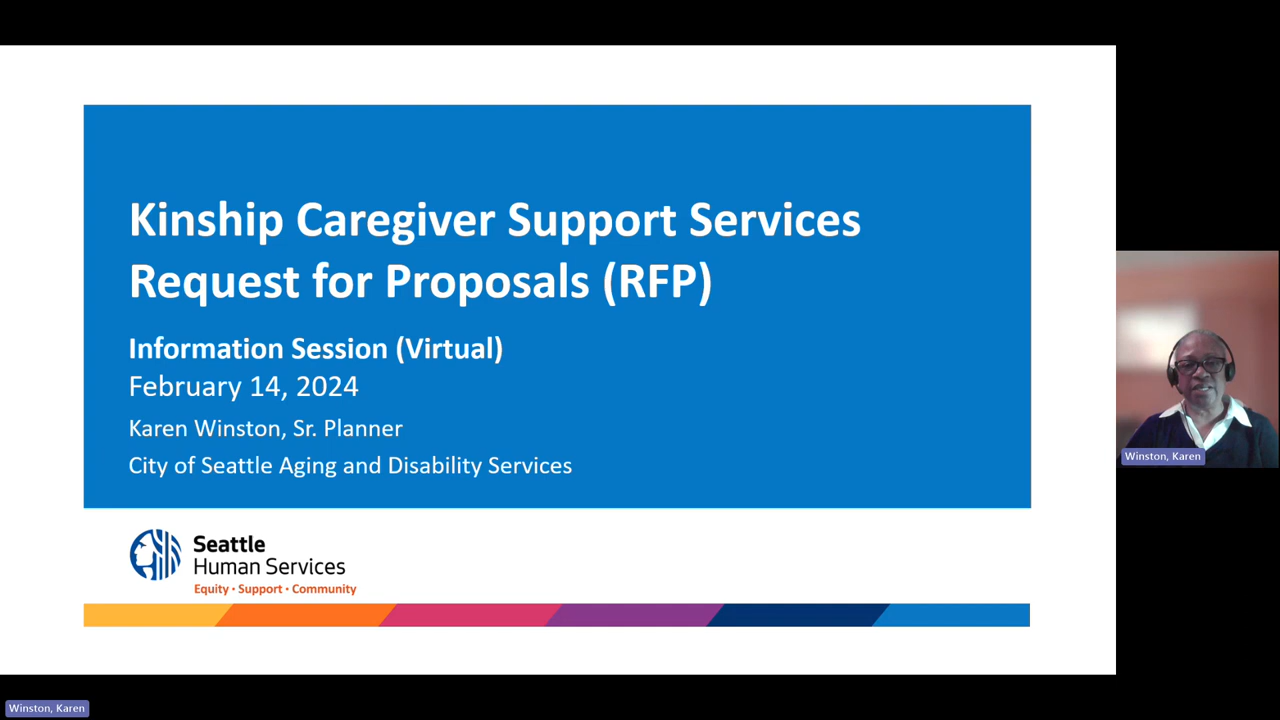 Kinship Caregiver Support Services
Request for Proposals (RFP)
Information Session (Virtual)
February 14, 2024
Karen Winston, Sr. Planner
City of Seattle Aging and Disability Services
Seattle
Human Services
Equity • Support • Community
Winston, Karen
Winston, Karen